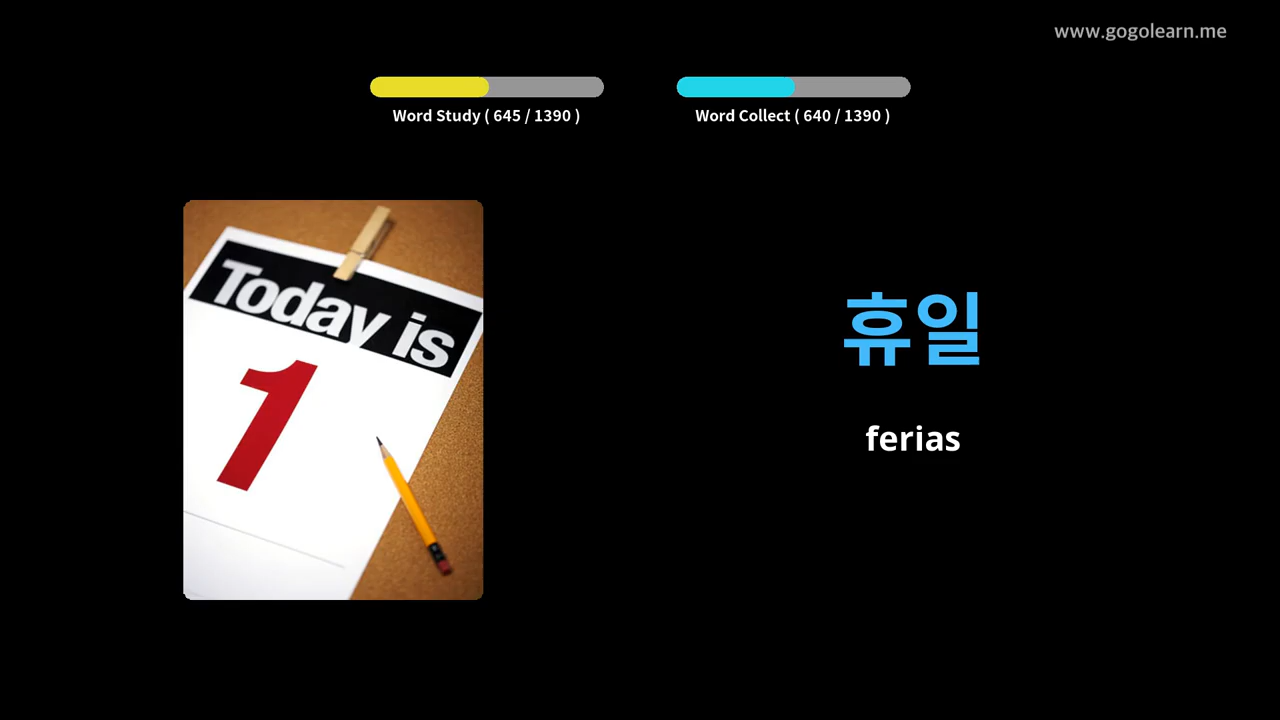 www.gogolearn.me
Word Study ( 645 / 1390 )
Word Collect ( 640 / 1390 )
Today is
1
휴일
ferias